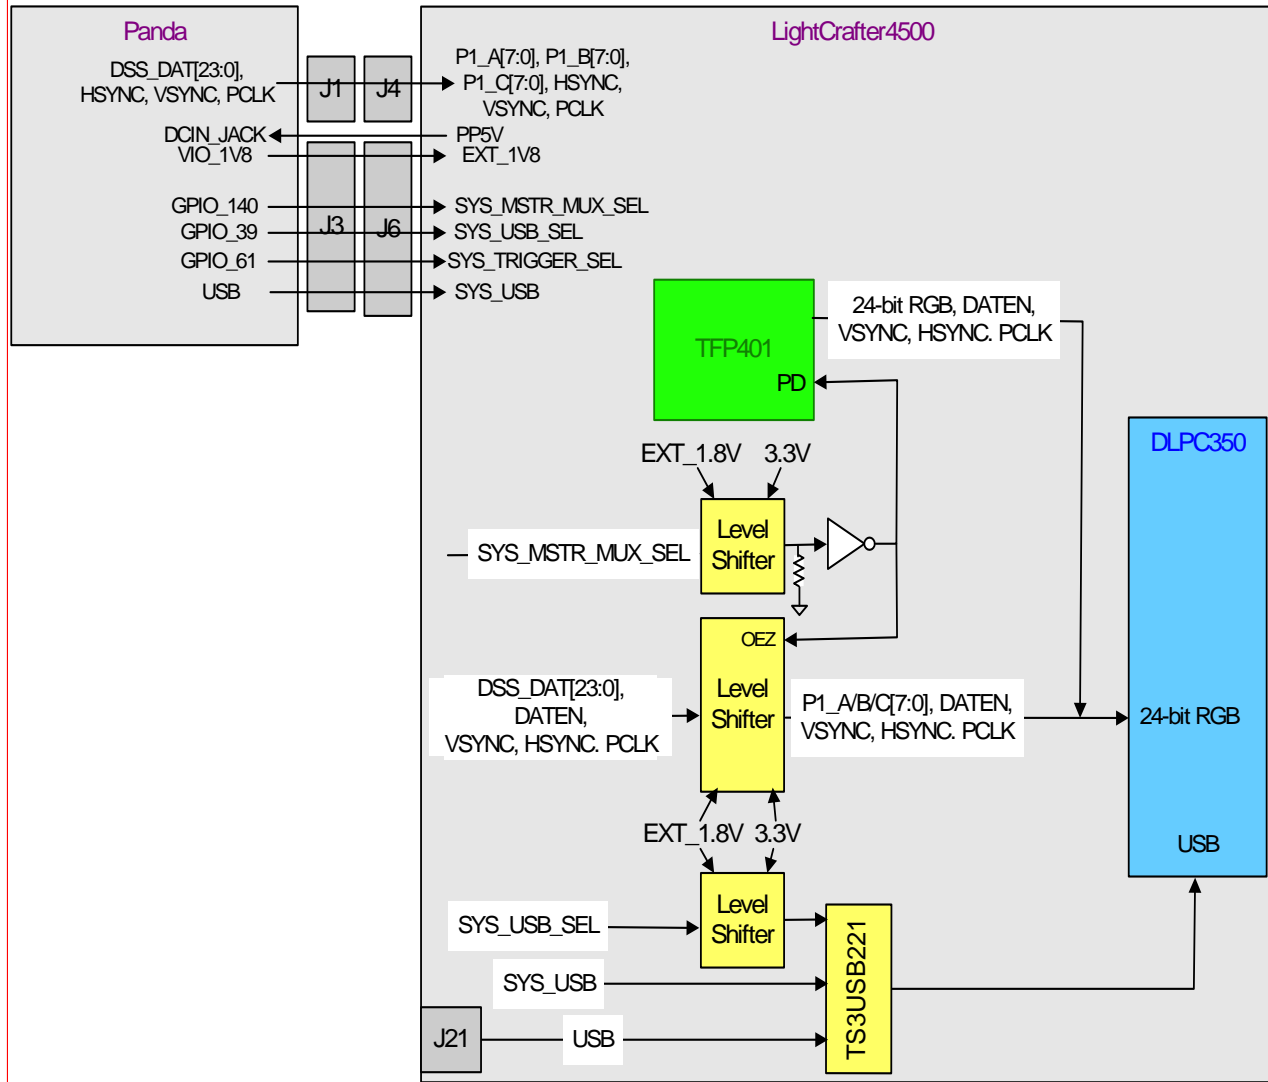 Panda
LightCrafter4500
DSS_DAT[23:0],
HSYNC, VSYNC, PCLK
J1
J4
P1_A[7:0], P1_B[7:0],
P1_C[7:0], HSYNC,
VSYNC, PCLK
DCIN_JACK
PP5V
VIO_1V8
EXT_1V8
GPIO_140
SYS_MSTR_MUX_SEL
GPIO_39
J3
J6
SYS_USB_SEL
GPIO_61
SYS_TRIGGER_SEL
USB
SYS_USB
TFP401
PD
24-bit RGB, DATEN,
VSYNC, HSYNC. PCLK
DLPC350
EXT_1.8V
3.3V
Level
Shifter
SYS_MSTR_MUX_SEL
OEZ
Level
Shifter
DSS_DAT[23:0],
DATEN,
VSYNC, HSYNC. PCLK
P1_A/B/C[7:0], DATEN,
VSYNC, HSYNC. PCLK
24-bit RGB
EXT_1.8V
3.3V
USB
Level
Shifter
SYS_USB_SEL
SYS_USB
TS3USB221
J21
USB